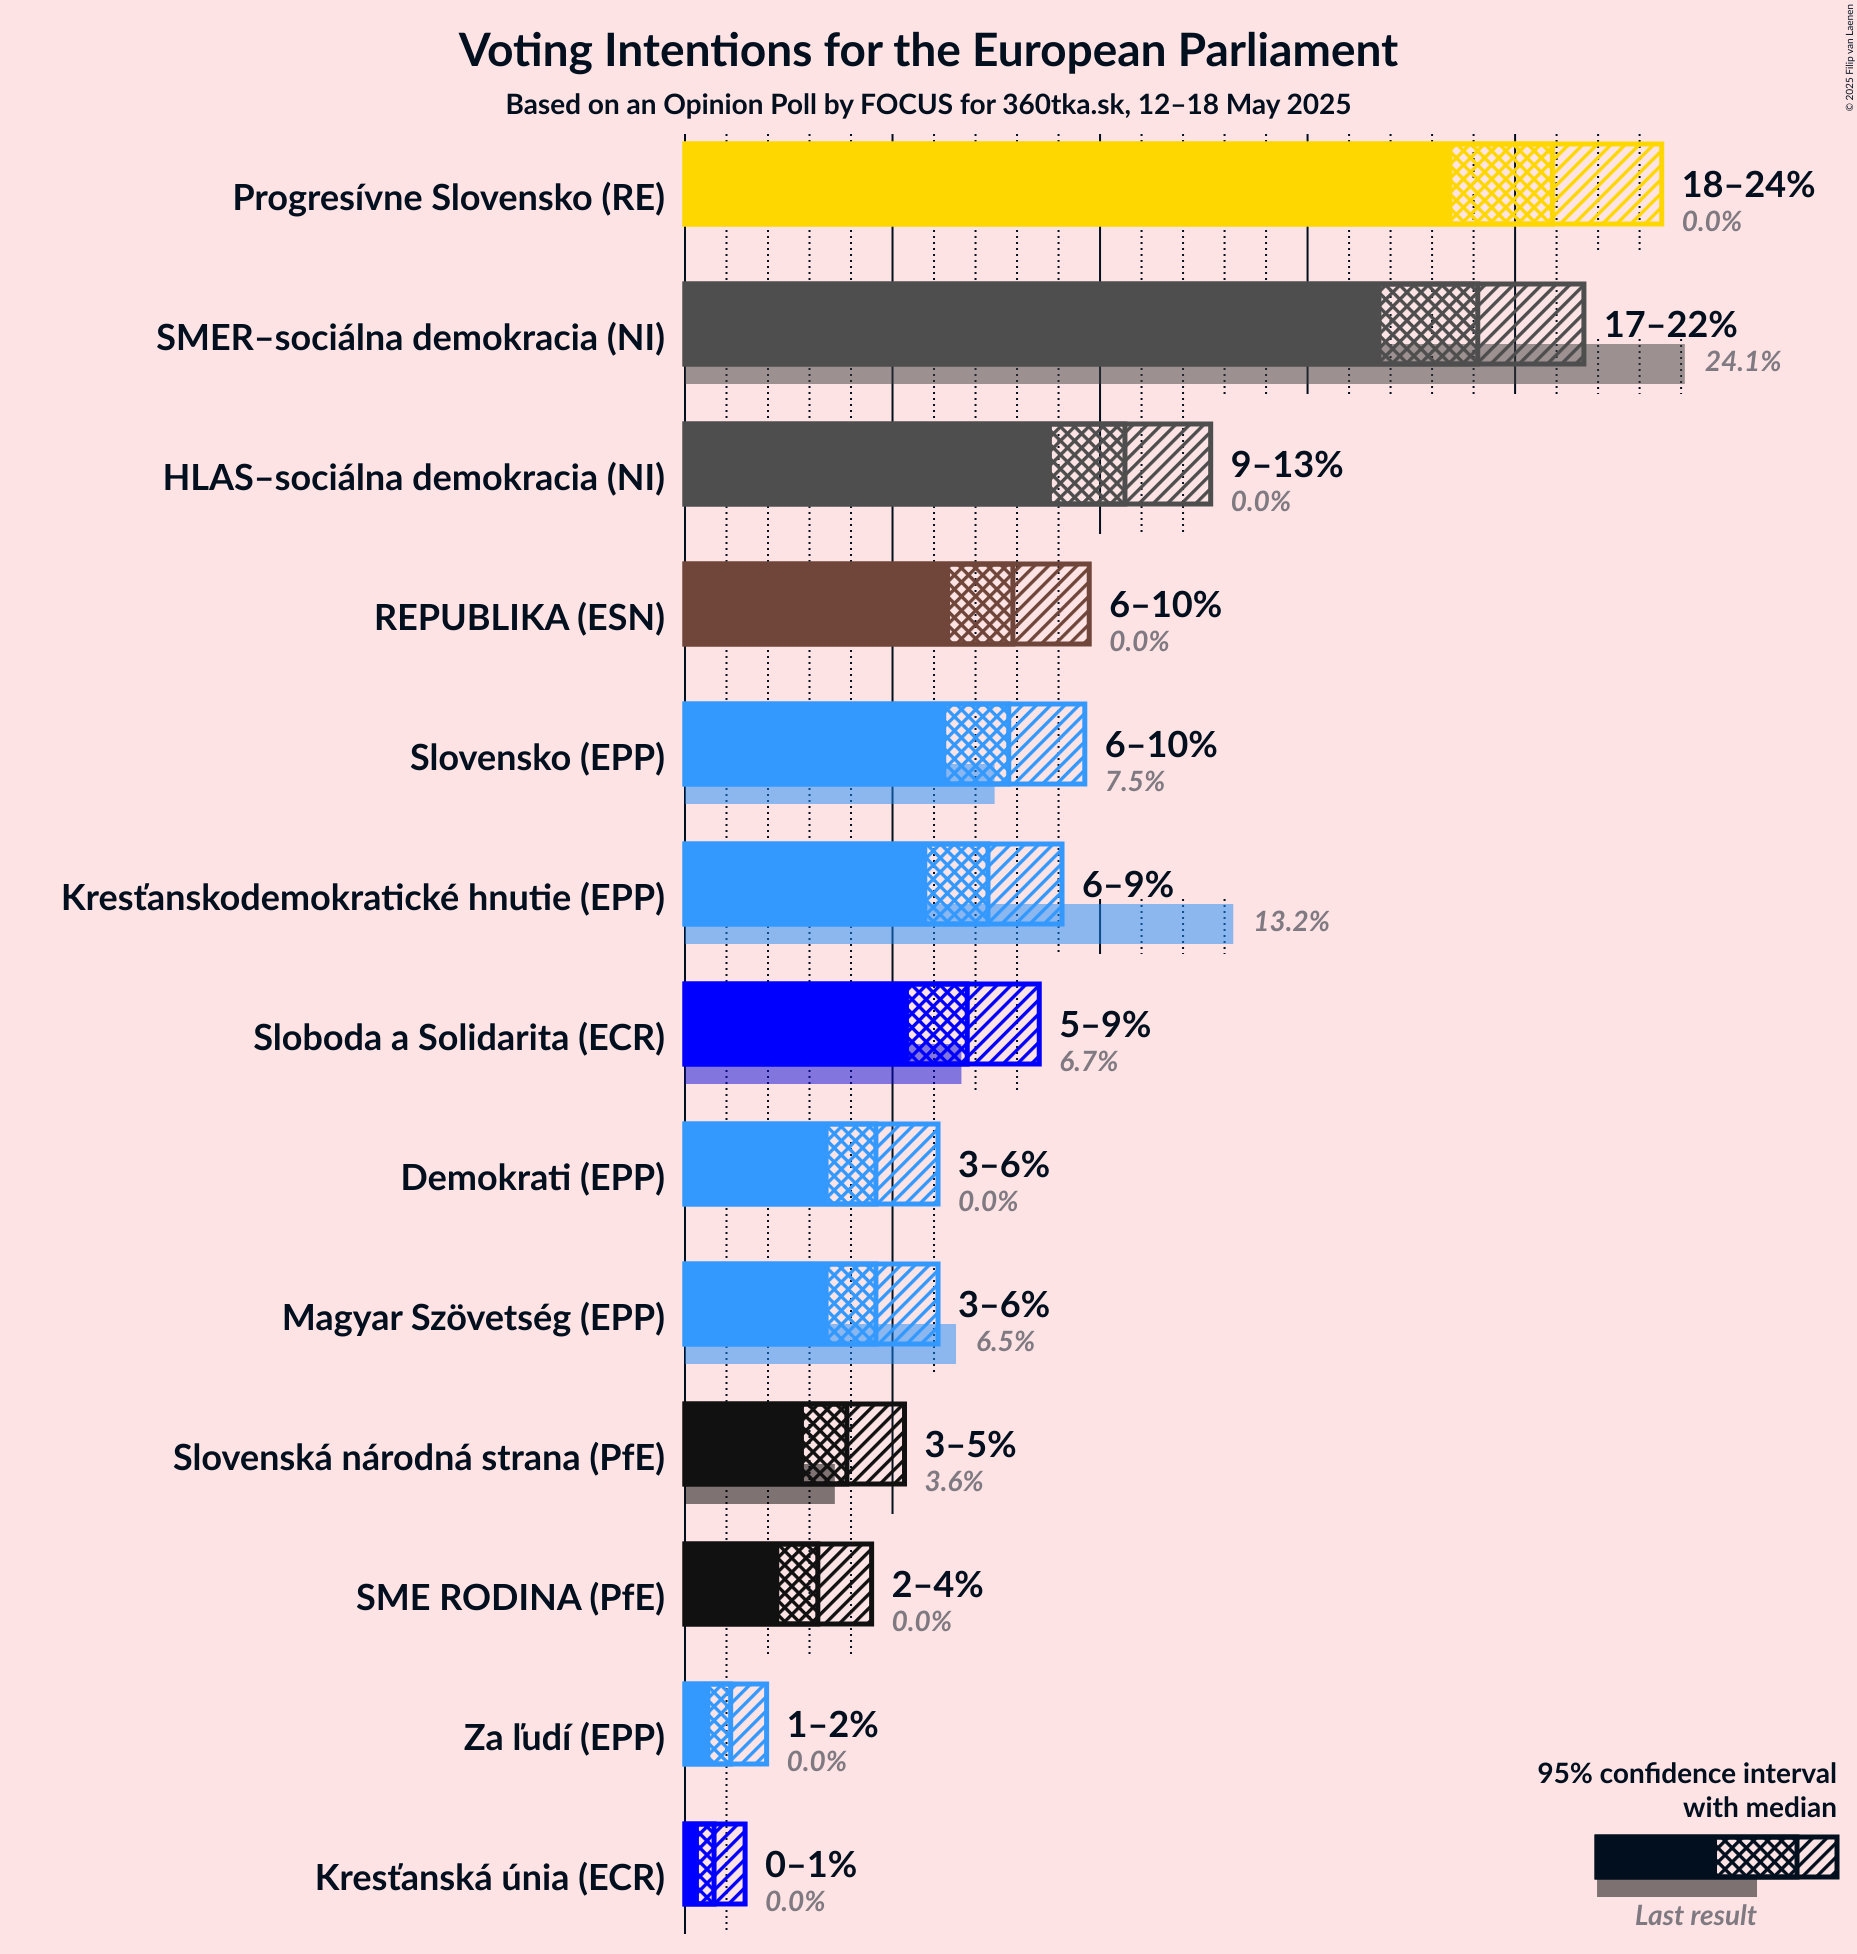 Voting Intentions for the European Parliament
Based on an Opinion Poll by FOCUS for 360tka.sk, 12–18 May 2025
© 2025 Filip van Laenen
Progresívne Slovensko (RE)
18–24%
0.0%
SMER–sociálna demokracia (NI)
17–22%
24.1%
HLAS–sociálna demokracia (NI)
9–13%
0.0%
REPUBLIKA (ESN)
6–10%
0.0%
Slovensko (EPP)
6–10%
7.5%
Kresťanskodemokratické hnutie (EPP)
6–9%
13.2%
Sloboda a Solidarita (ECR)
5–9%
6.7%
Demokrati (EPP)
3–6%
0.0%
Magyar Szövetség (EPP)
3–6%
6.5%
Slovenská národná strana (PfE)
3–5%
3.6%
SME RODINA (PfE)
2–4%
0.0%
Za ľudí (EPP)
1–2%
0.0%
Kresťanská únia (ECR)
0–1%
0.0%
95% confidence interval
with median
Last result